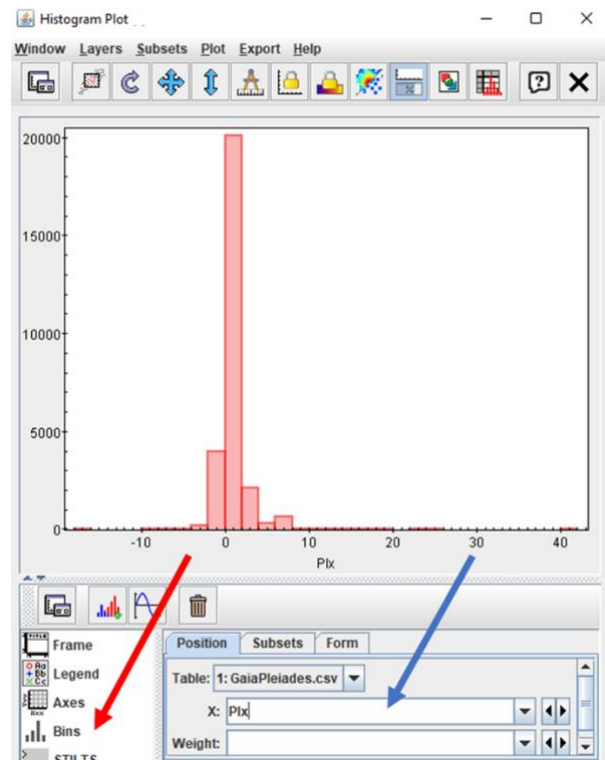 Histogram Plot
Window Layers Subsets Plot Export Help
20000
15000
10000
5000
0
-10 0 10 20 30 40
Plx
Frame
Legend
Axes
Bins
STILTS
Position Subsets Form
Table: 1: GaiaPleiades.csv
X: Plx
Weight: